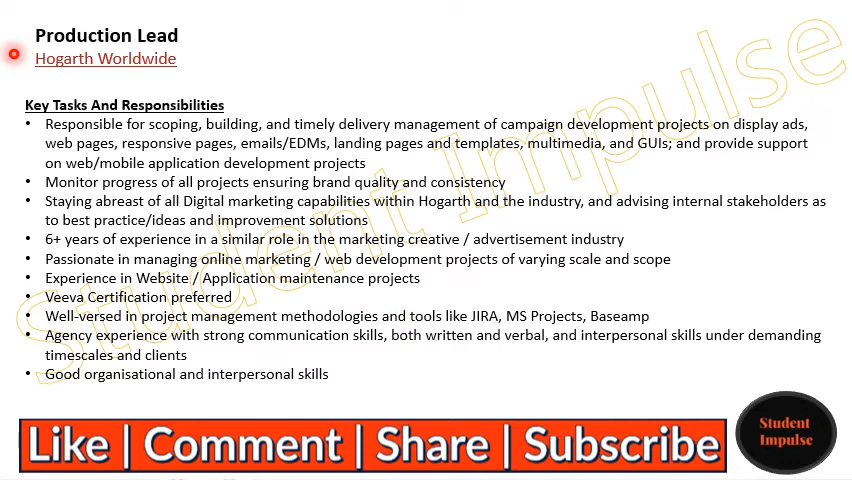 Production Lead
Hogarth Worldwide
Key Tasks And Responsibilities
• Responsible for scoping, building, and timely delivery management of campaign development projects on display ads,
web pages, responsive pages, emails/EDMs, landing pages and templates, multimedia, and GUIs; and provide support
on web/mobile application development projects
• Monitor progress of all projects ensuring brand quality and consistency
• Staying abreast of all Digital marketing capabilities within Hogarth and the industry, and advising internal stakeholders as
to best practice/ideas and improvement solutions
• 6+ years of experience in a similar role in the marketing creative / advertisement industry
• Passionate in managing online marketing / web development projects of varying scale and scope
• Experience in Website / Application maintenance projects
• Veeva Certification preferred
• Well-versed in project management methodologies and tools like JIRA, MS Projects, Baseamp
• Agency experience with strong communication skills, both written and verbal, and interpersonal skills under demanding
timescales and clients
• Good organisational and interpersonal skills
Student Impulse
Like | Comment | Share | Subscribe
Student
Impulse